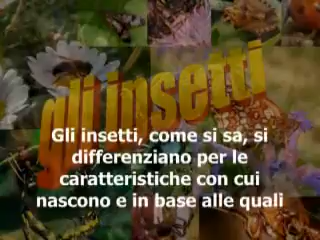 gli insetti
Gli insetti, come si sa, si
differenziano per le
caratteristiche con cui
nascono e in base alle quali